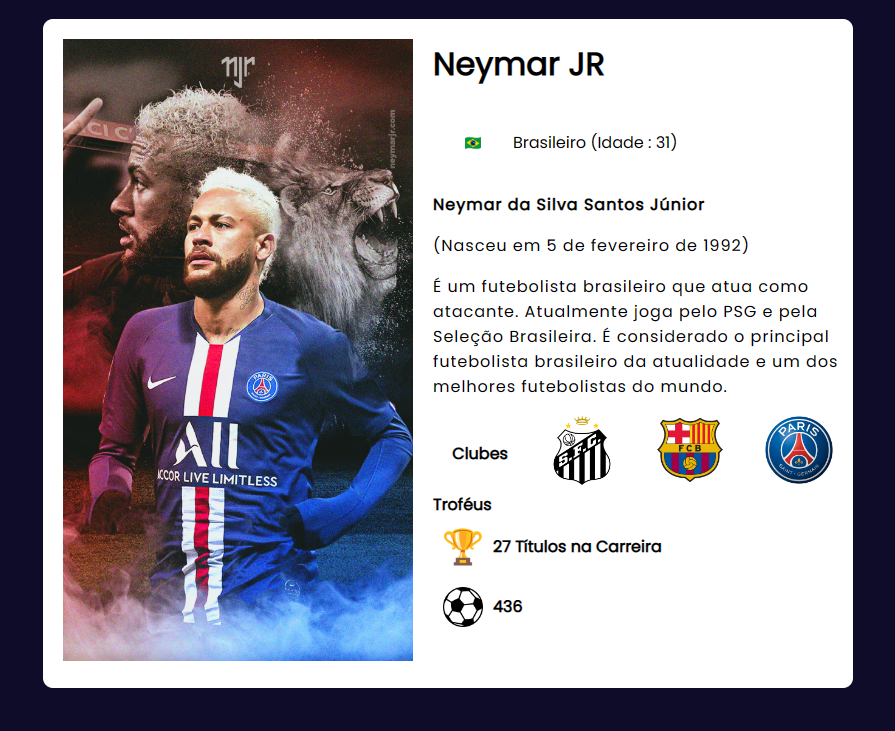 njr
neymarjr.com
CI C
PARIS
ALL
ACCOR LIVE LIMITLESS
Neymar JR
Brasileiro (Idade : 31)
Neymar da Silva Santos Júnior
(Nasceu em 5 de fevereiro de 1992)
É um futebolista brasileiro que atua como
atacante. Atualmente joga pelo PSG e pela
Seleção Brasileira. É considerado o principal
futebolista brasileiro da atualidade e um dos
melhores futebolistas do mundo.
Clubes
S.F.C
FCB
PARIS
SAINT-GERMAIN
Troféus
27 Títulos na Carreira
436